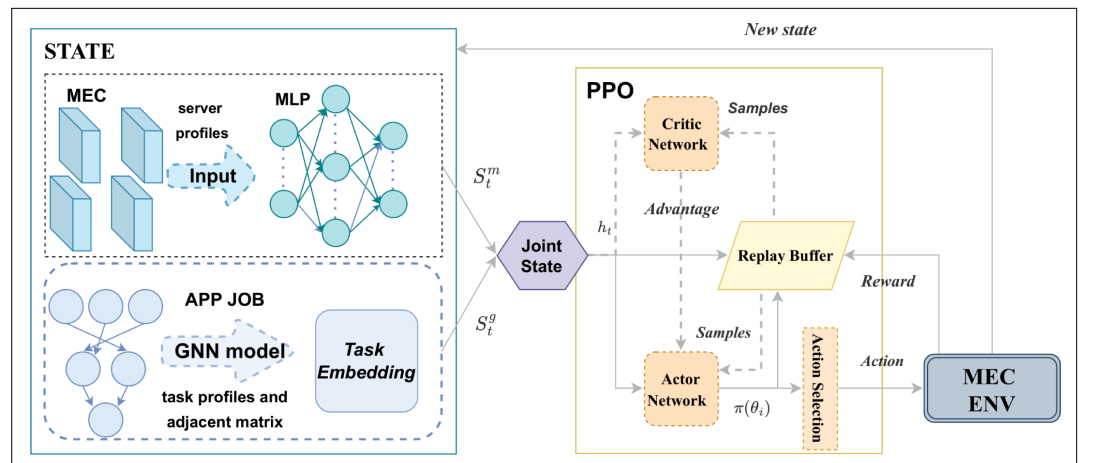 New state
STATE
MEC
server
profiles
Input
MLP
$S_t^m$
APP JOB
GNN model
task profiles and
adjacent matrix
Task
Embedding
$S_t^g$
Joint
State
PPO
$h_t$
Critic
Network
Samples
Advantage
Replay Buffer
Reward
Samples
Actor
Network
$\pi(\theta_i)$
Action Selection
Action
MEC
ENV